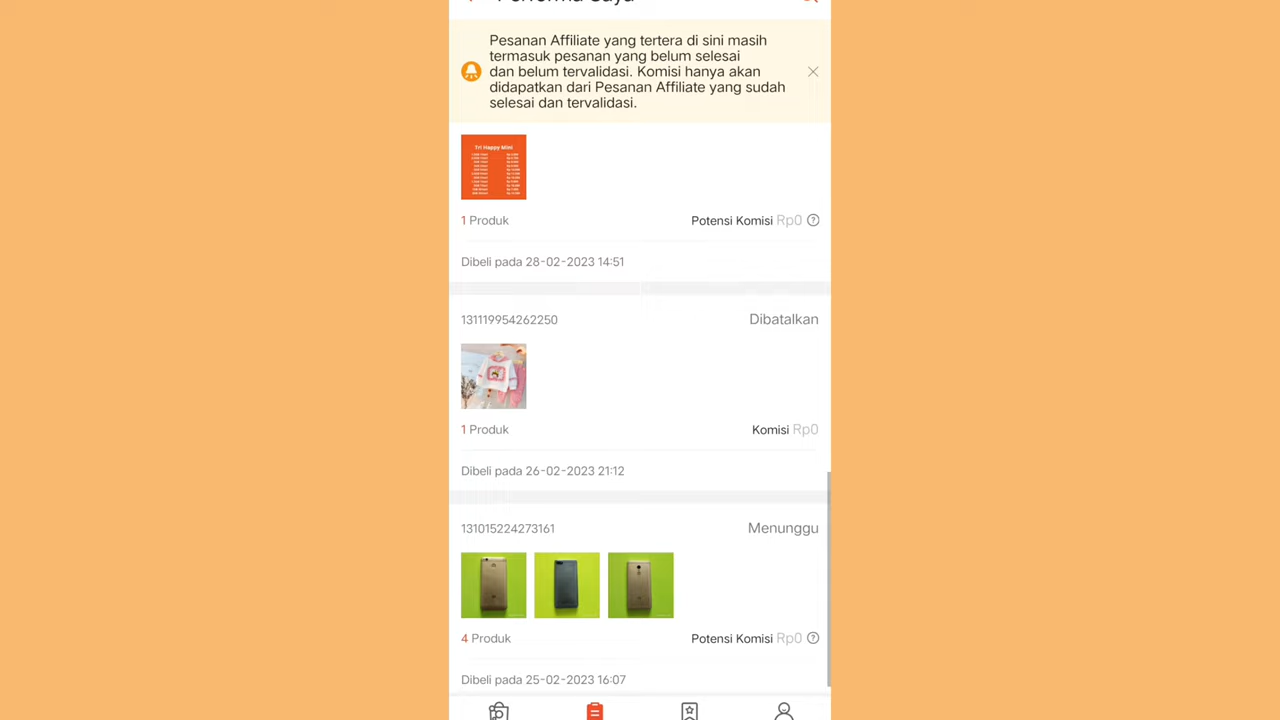 Pesanan Affiliate yang tertera di sini masih
termasuk pesanan yang belum selesai
dan belum tervalidasi. Komisi hanya akan
didapatkan dari Pesanan Affiliate yang sudah
selesai dan tervalidasi.
Tri Happy Mini
1 Produk
Potensi Komisi Rp0
Dibeli pada 28-02-2023 14:51
131119954262250
Dibatalkan
1 Produk
Komisi Rp0
Dibeli pada 26-02-2023 21:12
131015224273161
Menunggu
4 Produk
Potensi Komisi Rp0
Dibeli pada 25-02-2023 16:07